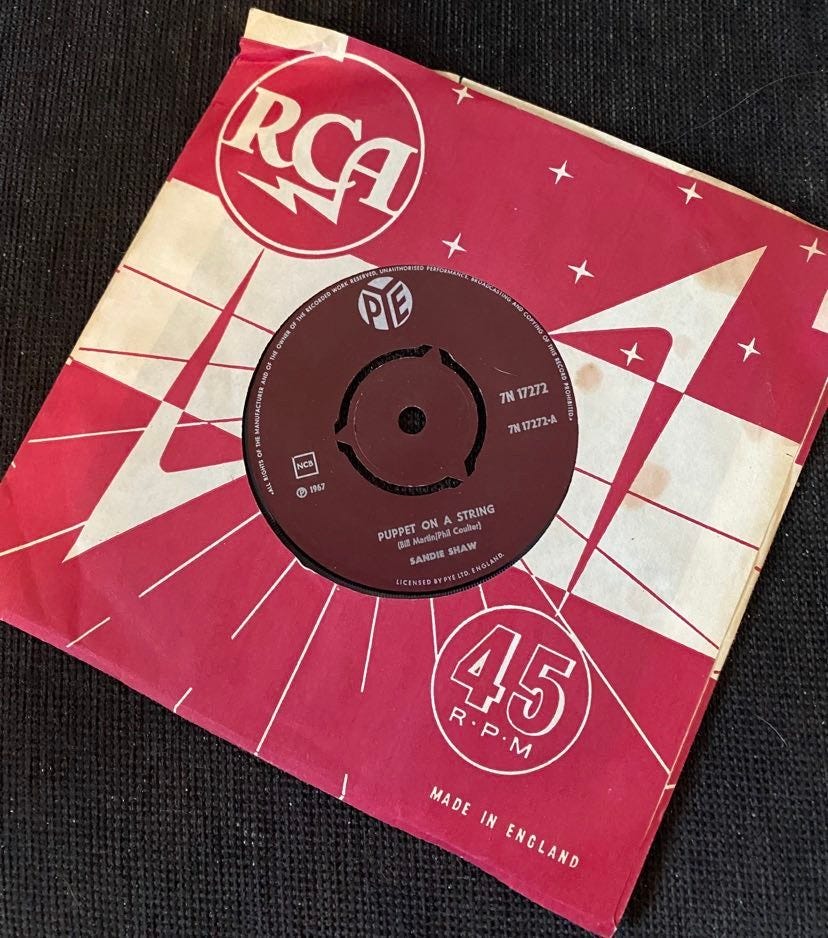 RCA
•ALL RIGHTS OF THE MANUFACTURER AND OF THE OWNER OF THE RECORDED WORK RESERVED. UNAUTHORISED PERFORMANCE, BROADCASTING AND COPYING OF THIS RECORD PROHIBITED.•
PYE
7N 17272
7N 17272-A
NCB
Ⓟ 1967
PUPPET ON A STRING
(Bill Martin/Phil Coulter)
SANDIE SHAW
LICENSED BY PYE LTD. ENGLAND.
45
R·P·M
MADE IN ENGLAND